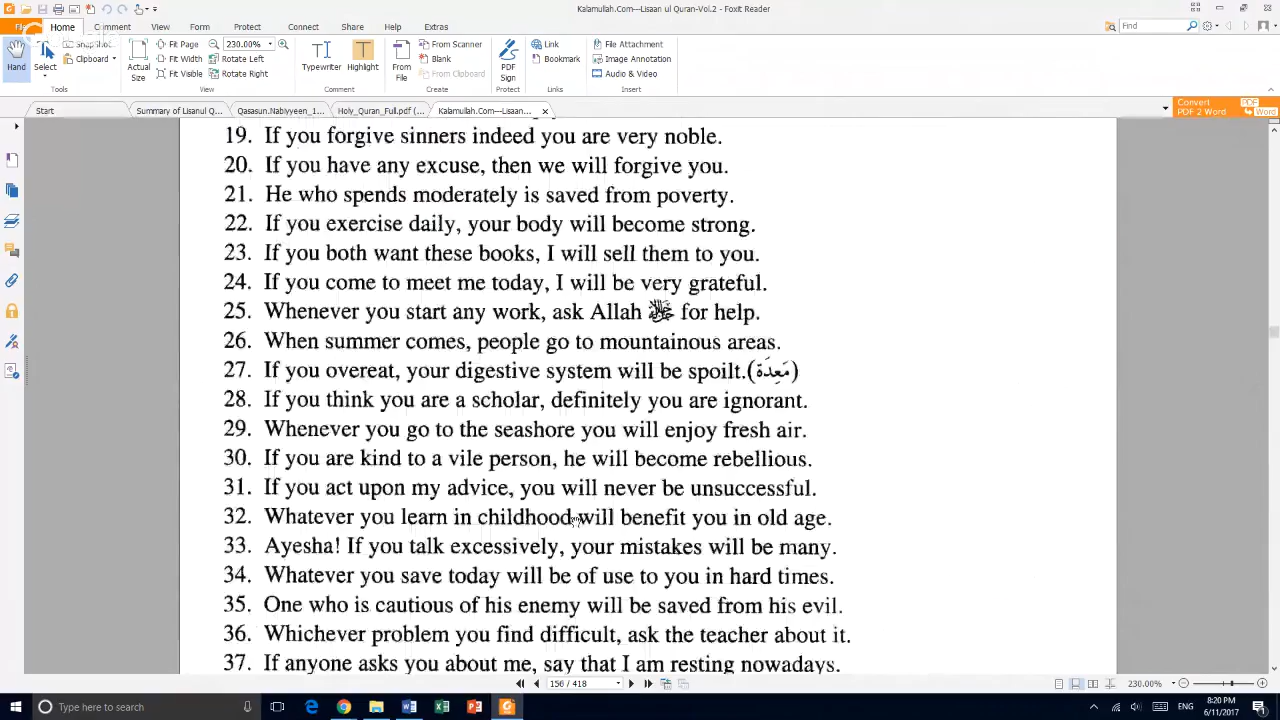 Kalamullah.Com---Lisaan ul Quran-Vol.2 - Foxit Reader
File Home Comment View Form Protect Share Connect Extras Help
Find
Hand Select
Snapshot
Clipboard
Tools
Actual Size
Fit Page
Fit Width
Fit Visible
230.00%
Rotate Left
Rotate Right
View
Typewriter Highlight
Comment
From File
From Scanner
Blank
From Clipboard
Create
PDF Sign
Protect
Link
Bookmark
Links
File Attachment
Image Annotation
Audio & Video
Insert
Start Summary of Lisanul Q... Qasasun.Nabiyyeen_1... Holy_Quran_Full.pdf (... Kalamullah.Com---Lisaan...
Convert PDF
PDF 2 Word Word
19. If you forgive sinners indeed you are very noble.
20. If you have any excuse, then we will forgive you.
21. He who spends moderately is saved from poverty.
22. If you exercise daily, your body will become strong.
23. If you both want these books, I will sell them to you.
24. If you come to meet me today, I will be very grateful.
25. Whenever you start any work, ask Allah for help.
26. When summer comes, people go to mountainous areas.
27. If you overeat, your digestive system will be spoilt.(مَعِدَة)
28. If you think you are a scholar, definitely you are ignorant.
29. Whenever you go to the seashore you will enjoy fresh air.
30. If you are kind to a vile person, he will become rebellious.
31. If you act upon my advice, you will never be unsuccessful.
32. Whatever you learn in childhood will benefit you in old age.
33. Ayesha! If you talk excessively, your mistakes will be many.
34. Whatever you save today will be of use to you in hard times.
35. One who is cautious of his enemy will be saved from his evil.
36. Whichever problem you find difficult, ask the teacher about it.
37. If anyone asks you about me, say that I am resting nowadays.
156 / 418
230.00%
Type here to search
ENG
8:20 PM
6/11/2017